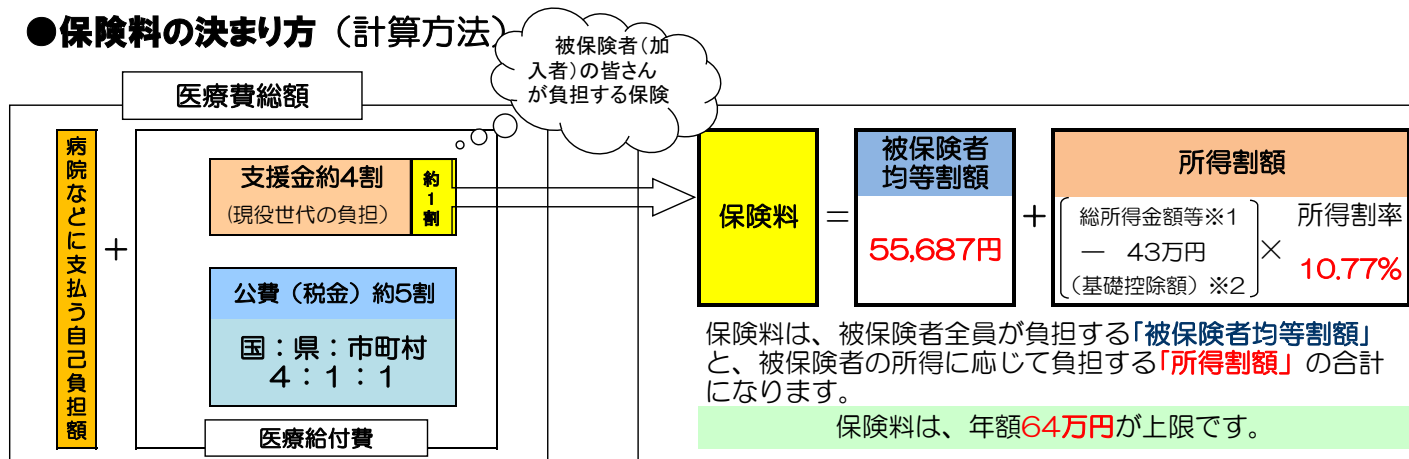 ●保険料の決まり方（計算方法）
被保険者（加
入者）の皆さん
が負担する保険
医療費総額
病院などに支払う自己負担額
＋
支援金約4割
（現役世代の負担）
約1割
公費（税金）約5割
国：県：市町村
4：1：1
医療給付費
保険料
＝
被保険者
均等割額
55,687円
＋
所得割額
総所得金額等※1
－ 43万円
（基礎控除額）※2
×
所得割率
10.77%
保険料は、被保険者全員が負担する「被保険者均等割額」
と、被保険者の所得に応じて負担する「所得割額」の合計
になります。
保険料は、年額64万円が上限です。